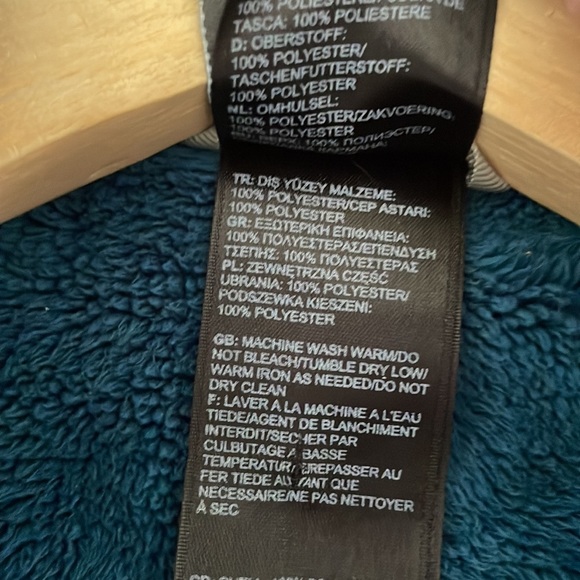 100% POLIESTERE/
TASCA: 100% POLIESTERE
D: OBERSTOFF:
100% POLYESTER/
TASCHENFUTTERSTOFF:
100% POLYESTER
NL: OMHULSEL:
100% POLYESTER/ZAKVOERING:
100% POLYESTER
100% ПОЛИЭСТЕР/
КАРМАНА:
TR: DIŞ YÜZEY MALZEME:
100% POLYESTER/CEP ASTARI:
100% POLYESTER
GR: ΕΞΩΤΕΡΙΚΗ ΕΠΙΦΑΝΕΙΑ:
100% ΠΟΛΥΕΣΤΕΡΑΣ/ΕΠΕΝΔΥΣΗ
ΤΣΕΠΗΣ: 100% ΠΟΛΥΕΣΤΕΡΑΣ
PL: ZEWNĘTRZNA CZĘŚĆ
UBRANIA: 100% POLYESTER/
PODSZEWKA KIESZENI:
100% POLYESTER
GB: MACHINE WASH WARM/DO
NOT BLEACH/TUMBLE DRY LOW/
WARM IRON AS NEEDED/DO NOT
DRY CLEAN
F: LAVER A LA MACHINE A L'EAU
TIEDE/AGENT DE BLANCHIMENT
INTERDIT/SECHER PAR
CULBUTAGE A BASSE
TEMPERATURE/REPASSER AU
FER TIEDE AUTANT QUE
NECESSAIRE/NE PAS NETTOYER
À SEC